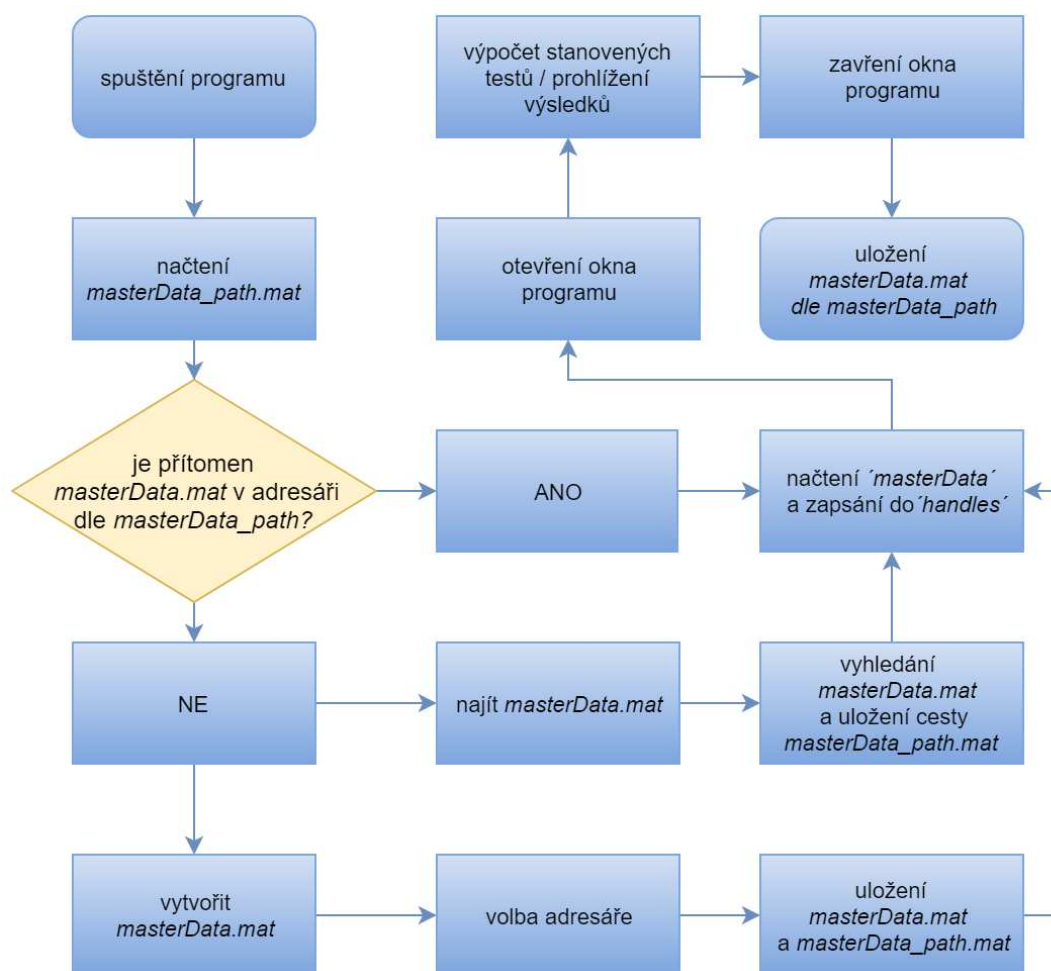 spuštění programu
výpočet stanovených
testů / prohlížení
výsledků
zavření okna
programu
načtení
masterData_path.mat
otevření okna
programu
uložení
masterData.mat
dle masterData_path
je přítomen
masterData.mat v adresáři
dle masterData_path?
ANO
načtení ´masterData´
a zapsání do´handles´
NE
najít masterData.mat
vyhledání
masterData.mat
a uložení cesty
masterData_path.mat
vytvořit
masterData.mat
volba adresáře
uložení
masterData.mat
a masterData_path.mat